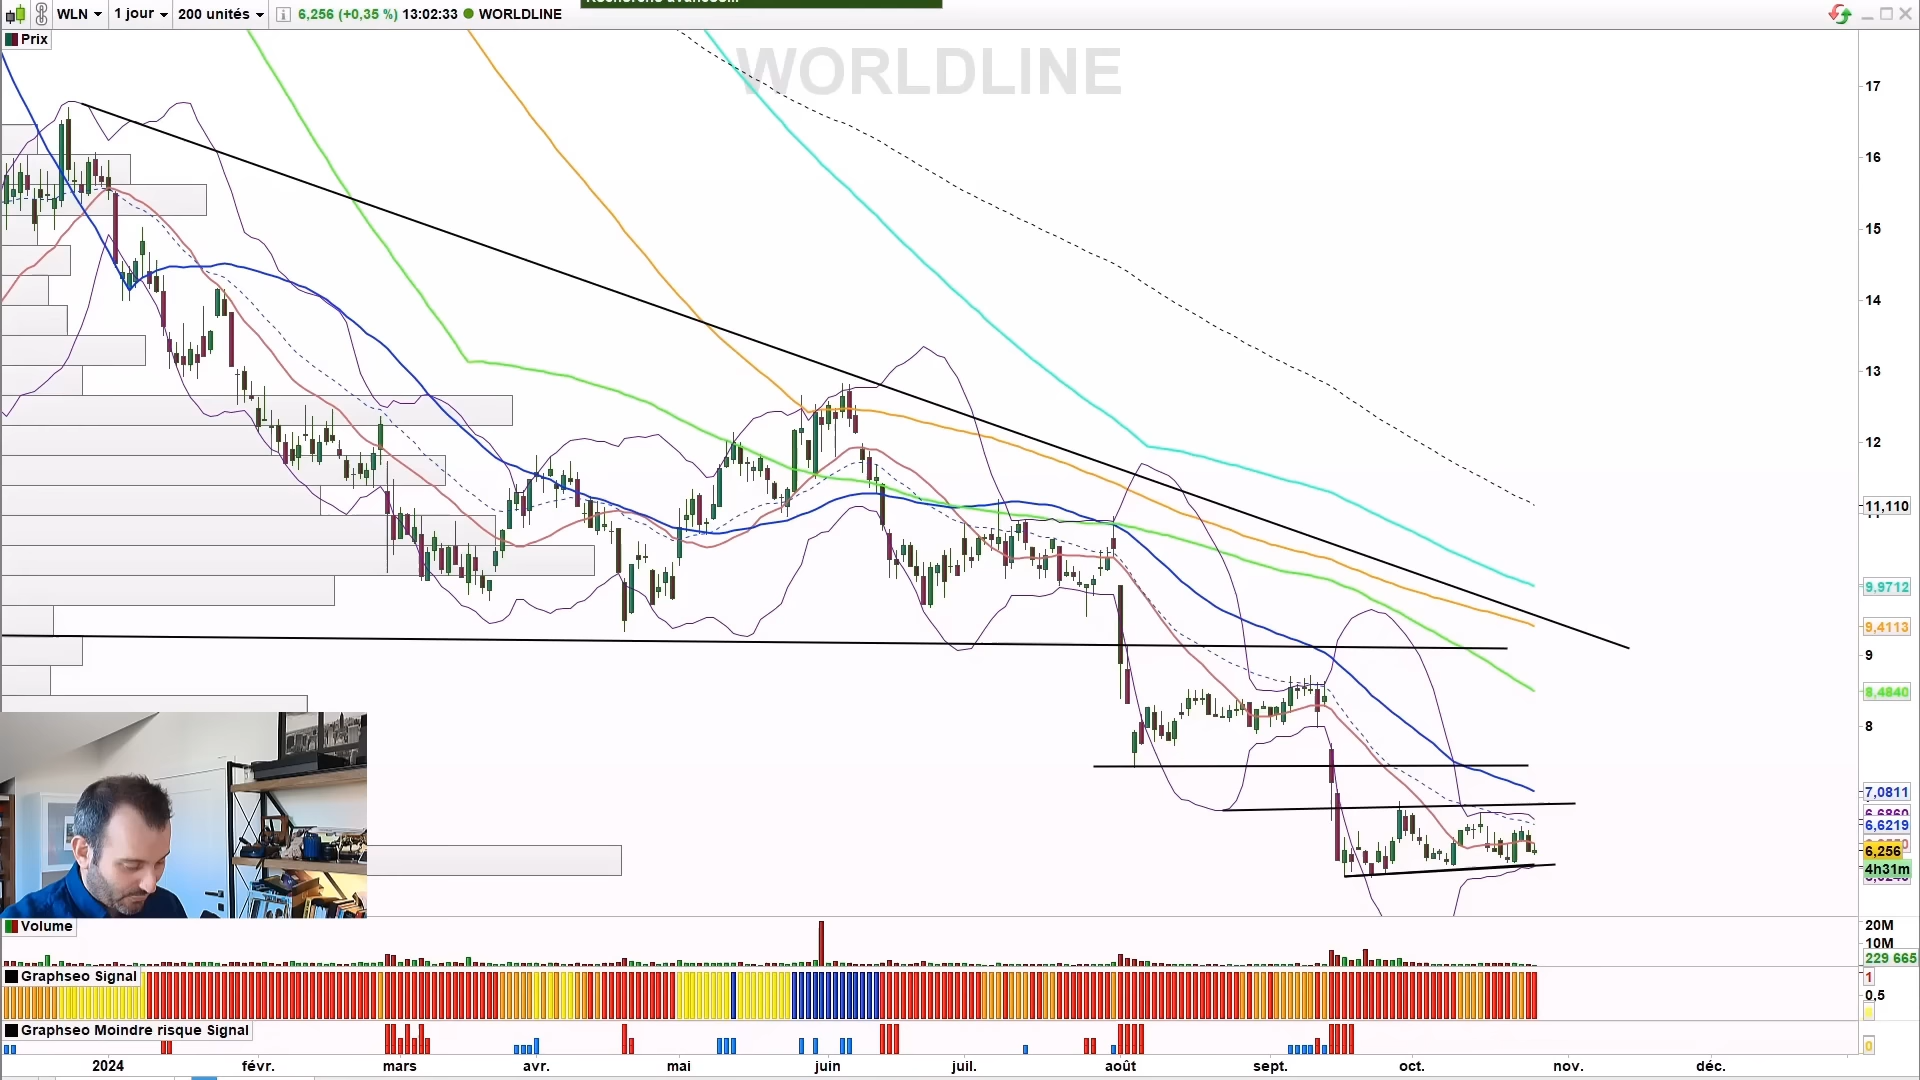 WLN 1 jour 200 unités 6,256 (+0,35 %) 13:02:33 WORLDLINE
Prix
WORLDLINE
17
16
15
14
13
12
11,110
9,9712
9,4113
9
8,4840
8
7,0811
6,6219
6,256
4h31m
Volume
20M
10M
229 665
Graphseo Signal
1
0,5
Graphseo Moindre risque Signal
0
2024 févr. mars avr. mai juin juil. août sept. oct. nov. déc.